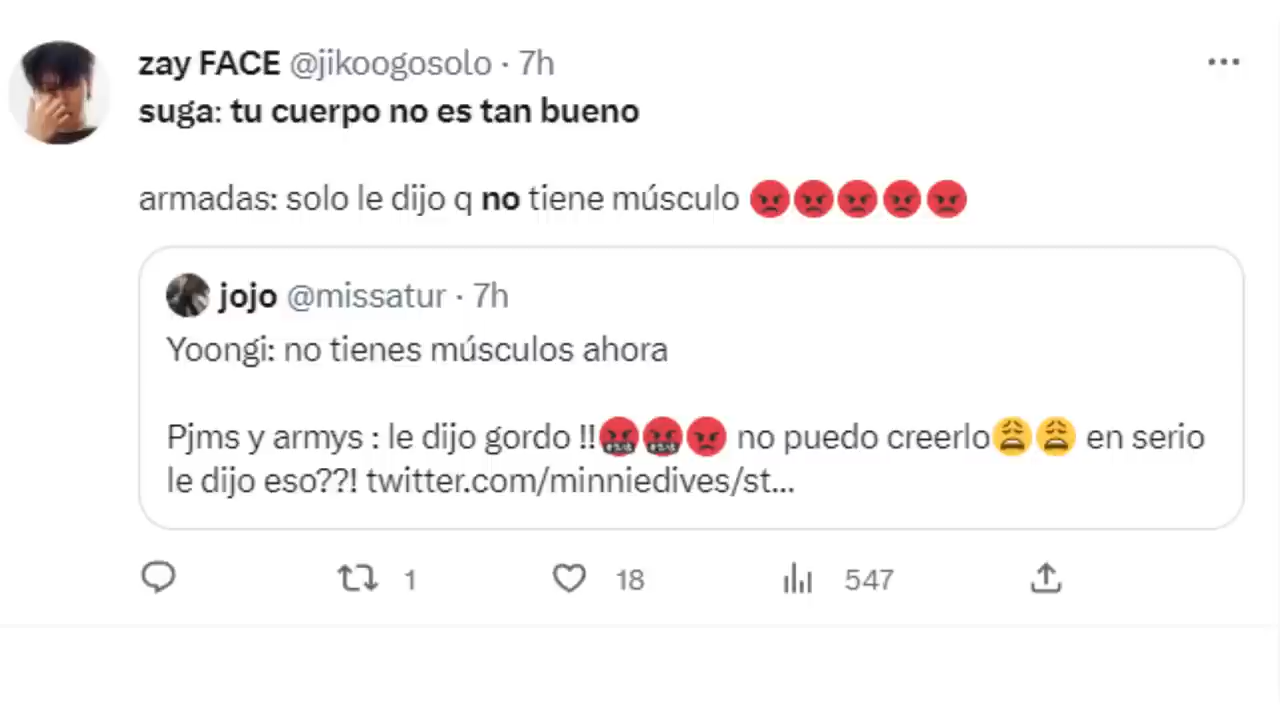 zay FACE @jikoogosolo · 7h
suga: tu cuerpo no es tan bueno
armadas: solo le dijo q no tiene músculo 😡😡😡😡😡
jojo @missatur · 7h
Yoongi: no tienes músculos ahora
Pjms y armys : le dijo gordo !!🤬🤬😡 no puedo creerlo😩😩 en serio
le dijo eso??! twitter.com/minniedives/st...
1 18 547